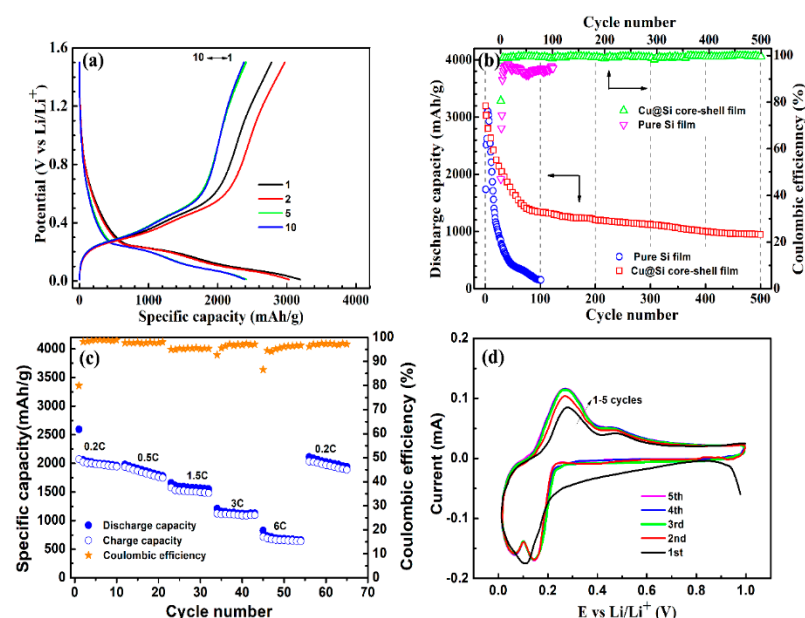 (a)
10 ⟷ 1
1
2
5
10
1.5
1.2
0.9
0.6
0.3
0.0
Potential (V vs Li/Li⁺)
0 1000 2000 3000 4000
Specific capacity (mAh/g)
Cycle number
0 100 200 300 400 500
(b)
4000
3200
2400
1600
1000
0
Discharge capacity (mAh/g)
100
80
60
40
20
0
Coulombic efficiency (%)
Cu@Si core-shell film
Pure Si film
Pure Si film
Cu@Si core-shell film
0 100 200 300 400 500
Cycle number
(c)
4000
3500
3000
2500
2000
1500
1000
500
0
Specific capacity(mAh/g)
100
90
80
70
60
50
40
30
20
10
0
Coulombic efficiency (%)
0.2C
0.5C
1.5C
3C
6C
0.2C
Discharge capacity
Charge capacity
Coulombic efficiency
0 10 20 30 40 50 60 70
Cycle number
(d)
0.2
0.1
0.0
-0.1
-0.2
Current (mA)
1-5 cycles
5th
4th
3rd
2nd
1st
0.0 0.2 0.4 0.6 0.8 1.0
E vs Li/Li⁺ (V)